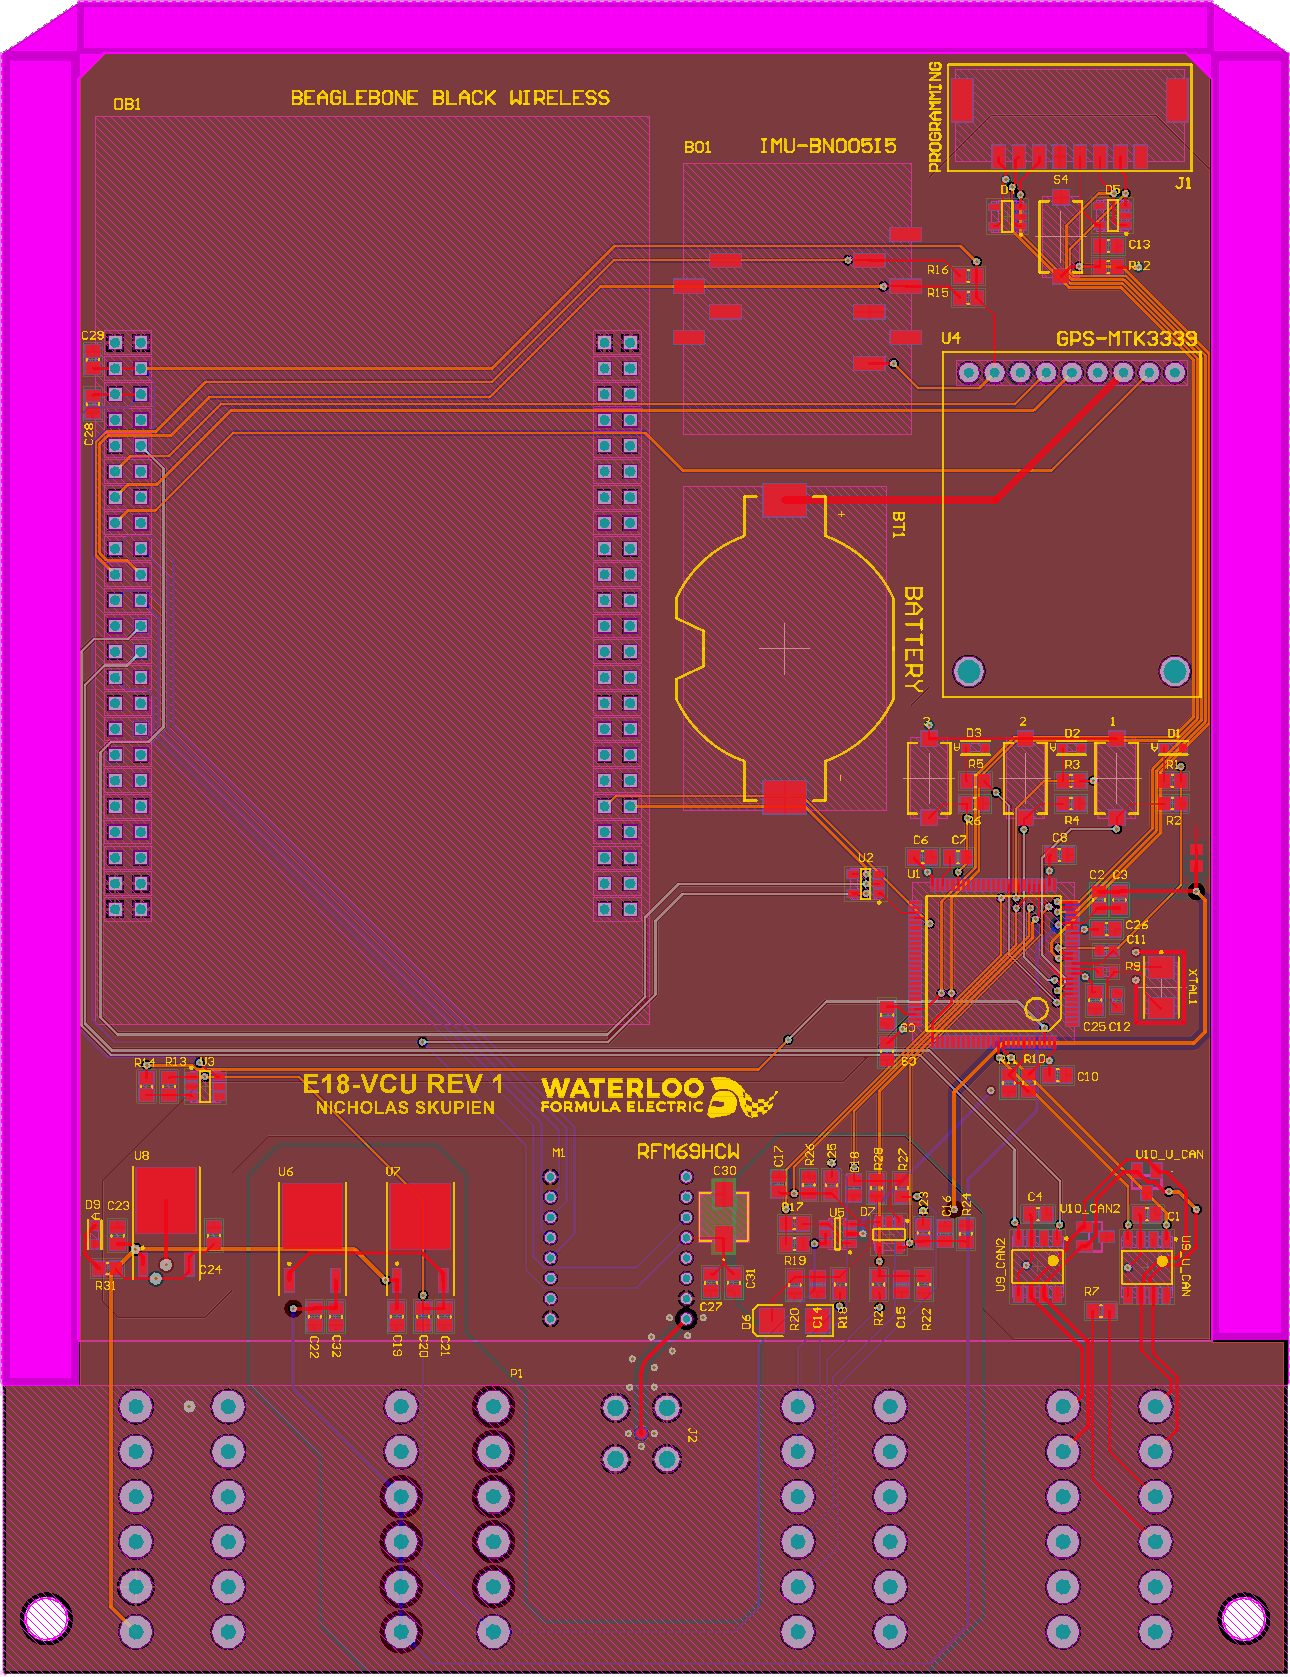 PROGRAMMING
OB1
BEAGLEBONE BLACK WIRELESS
BO1
IMU-BNO05I5
J1
S4
D5
C13
R12
R16
R15
C29
U4
GPS-MTK3339
C28
+
BT1
BATTERY
-
3
2
1
D3
D2
D1
R5
R3
R1
R6
R4
R2
C6
C7
C8
U2
U1
C2
C3
C26
C11
R9
XTAL1
C25
C12
R14
R13
U3
R10
C10
E18-VCU REV 1
NICHOLAS SKUPIEN
WATERLOO
FORMULA ELECTRIC
RFM69HCW
M1
U8
U6
U7
C30
C17
R26
R25
C18
R28
R27
U10_U_CAN
D9
A
C23
R17
U5
D7
R23
C16
R24
C4
U10_CAN2
C1
R19
U9_CAN2
U9_U_CAN
R31
C24
C27
C31
R7
D6
R20
C14
R18
R21
C15
R22
C22
C32
C19
C20
C21
P1
J2